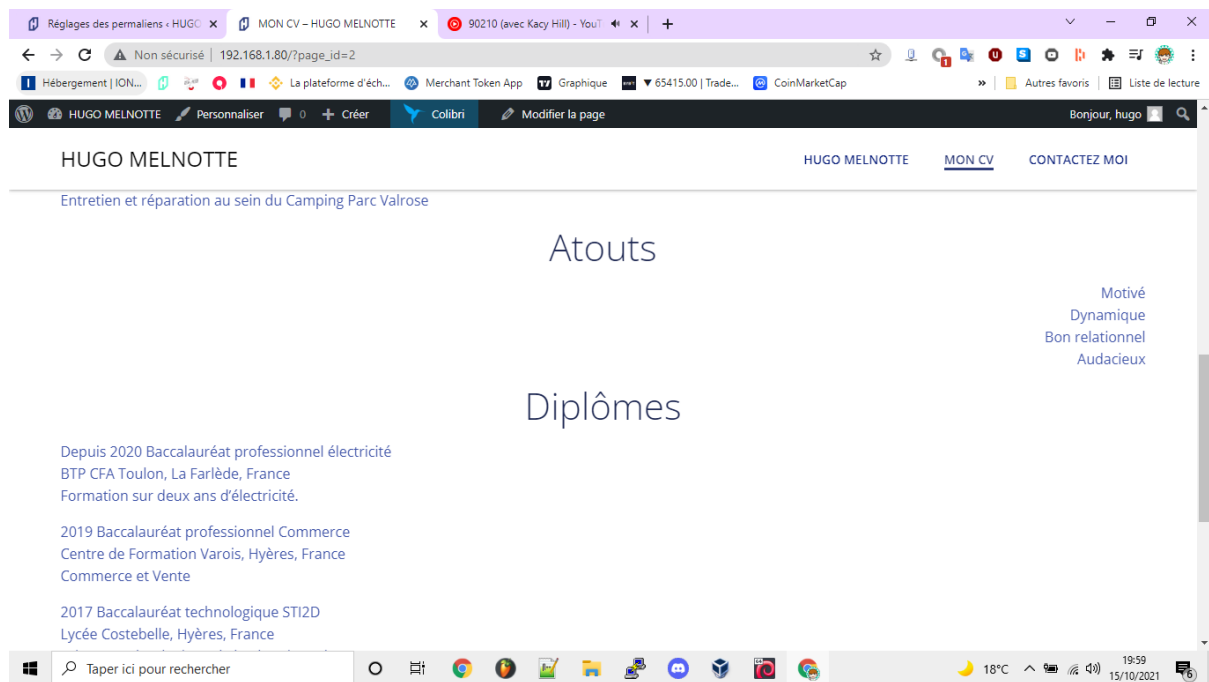 Réglages des permaliens ‹ HUGO
MON CV – HUGO MELNOTTE
90210 (avec Kacy Hill) - YouT
Non sécurisé | 192.168.1.80/?page_id=2
Hébergement | ION...
La plateforme d'éch...
Merchant Token App
Graphique
▼ 65415.00 | Trade...
CoinMarketCap
»
Autres favoris
Liste de lecture
HUGO MELNOTTE
Personnaliser
0
+ Créer
Colibri
Modifier la page
Bonjour, hugo
HUGO MELNOTTE
HUGO MELNOTTE
MON CV
CONTACTEZ MOI
Entretien et réparation au sein du Camping Parc Valrose
Atouts
Motivé
Dynamique
Bon relationnel
Audacieux
Diplômes
Depuis 2020 Baccalauréat professionnel électricité
BTP CFA Toulon, La Farlède, France
Formation sur deux ans d'électricité.
2019 Baccalauréat professionnel Commerce
Centre de Formation Varois, Hyères, France
Commerce et Vente
2017 Baccalauréat technologique STI2D
Lycée Costebelle, Hyères, France
Taper ici pour rechercher
18°C
19:59
15/10/2021
6